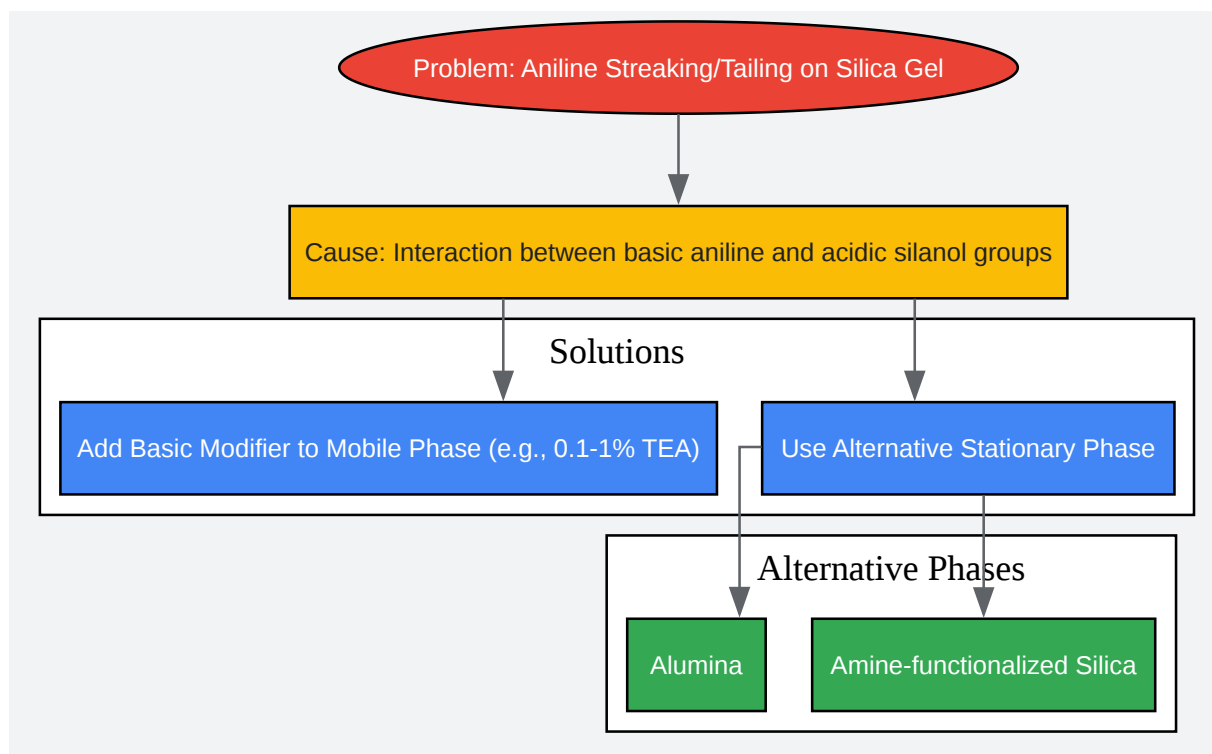 Problem: Aniline Streaking/Tailing on Silica Gel
Cause: Interaction between basic aniline and acidic silanol groups
Solutions
Add Basic Modifier to Mobile Phase (e.g., 0.1-1% TEA)
Use Alternative Stationary Phase
Alternative Phases
Alumina
Amine-functionalized Silica